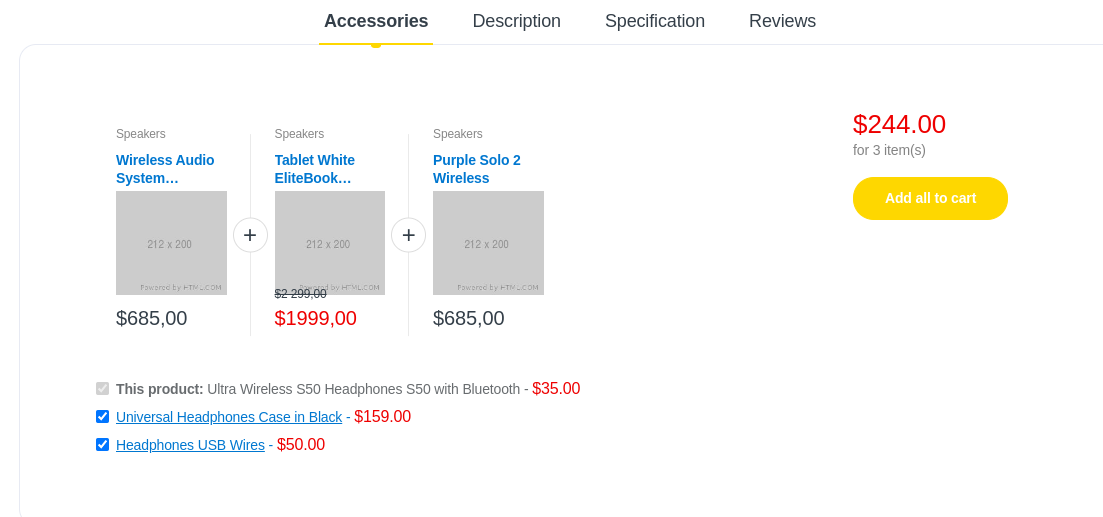 Accessories Description Specification Reviews
Speakers
Wireless Audio
System…
212 x 200
Powered by HTML.COM
$685,00
+
Speakers
Tablet White
EliteBook…
212 x 200
Powered by HTML.COM
$2 299,00
$1999,00
+
Speakers
Purple Solo 2
Wireless
212 x 200
Powered by HTML.COM
$685,00
$244.00
for 3 item(s)
Add all to cart
This product: Ultra Wireless S50 Headphones S50 with Bluetooth - $35.00
Universal Headphones Case in Black - $159.00
Headphones USB Wires - $50.00